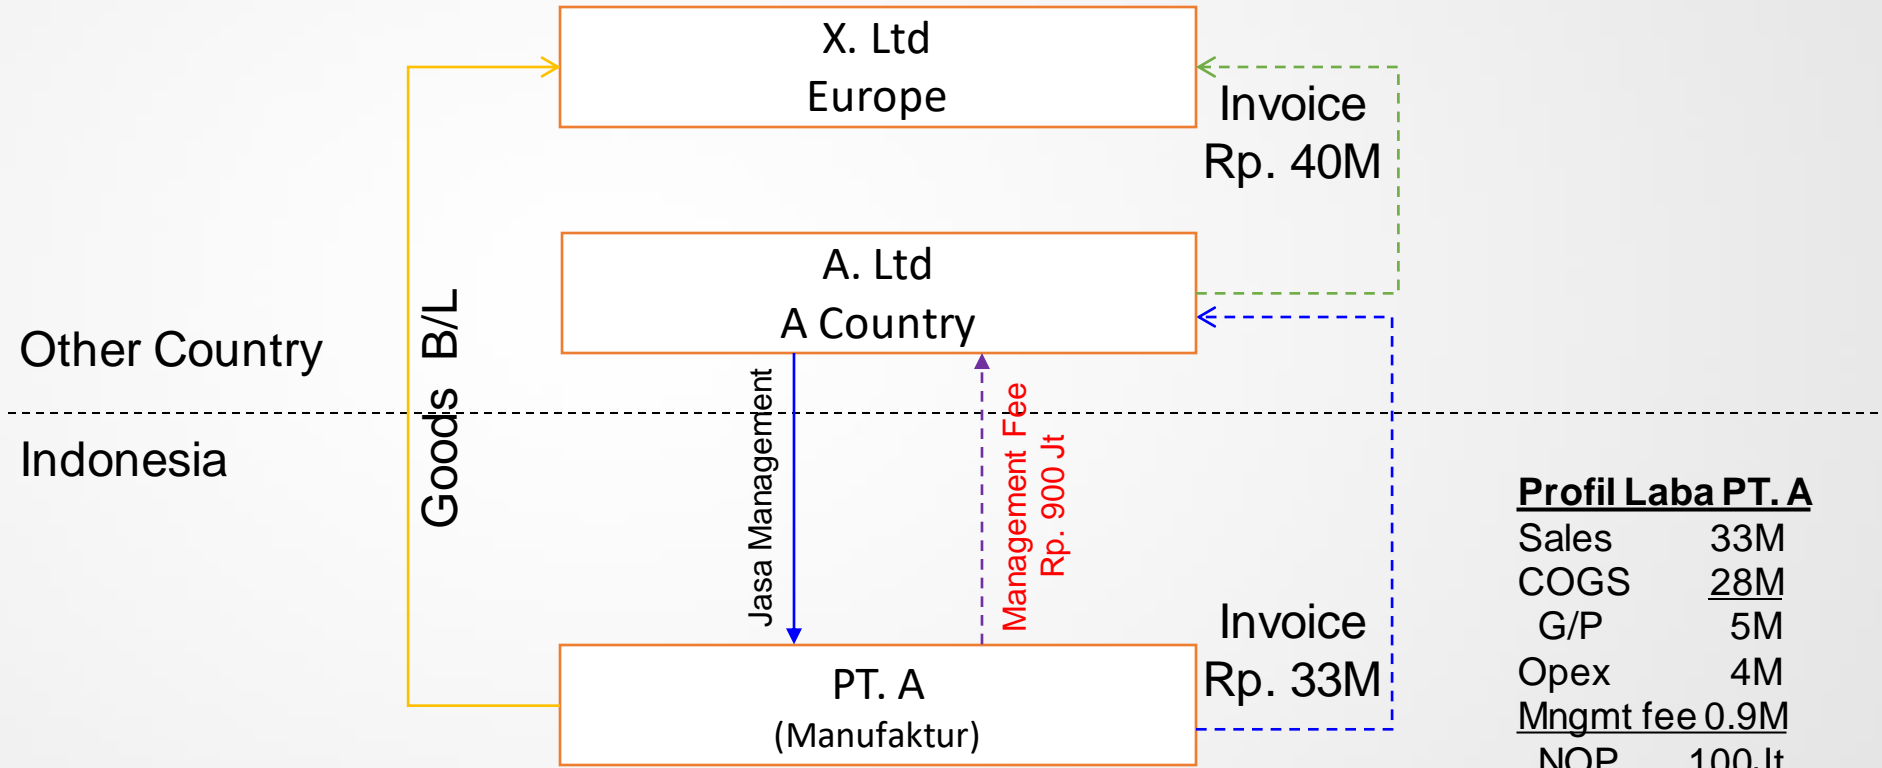 X. Ltd
Europe
Invoice
Rp. 40M
A. Ltd
A Country
Other Country
Goods B/L
Jasa Management
Management Fee
Rp. 900 Jt
Indonesia
Invoice
Rp. 33M
PT. A
(Manufaktur)
Profil Laba PT. A
Sales 33M
COGS 28M
G/P 5M
Opex 4M
Mngmt fee 0.9M
NOP 100Jt